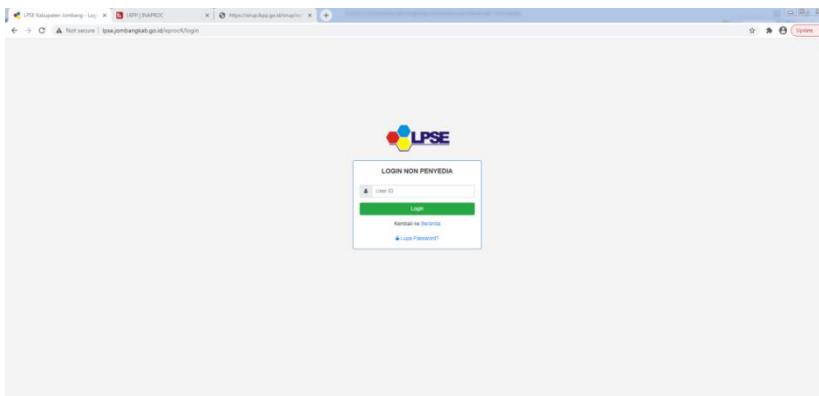 LPSE Kabupaten Jombang - Log
LKPP | INAPROC
Not secure | lpse.jombangkab.go.id/eproc4/login
Update
LPSE
LOGIN NON PENYEDIA
User ID
Login
Kembali ke Beranda
Lupa Password?